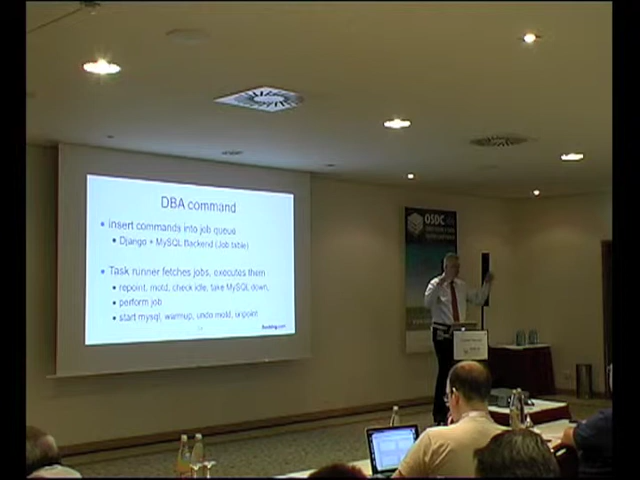 DBA command
Insert commands into job queue
Django + MySQL Backend (Job table)
Task runner fetches jobs, executes them
repoint, motd, check idle, take MySQL down,
perform job
start mysql, warmup, undo motd, unpoint
Booking.com
OSDC